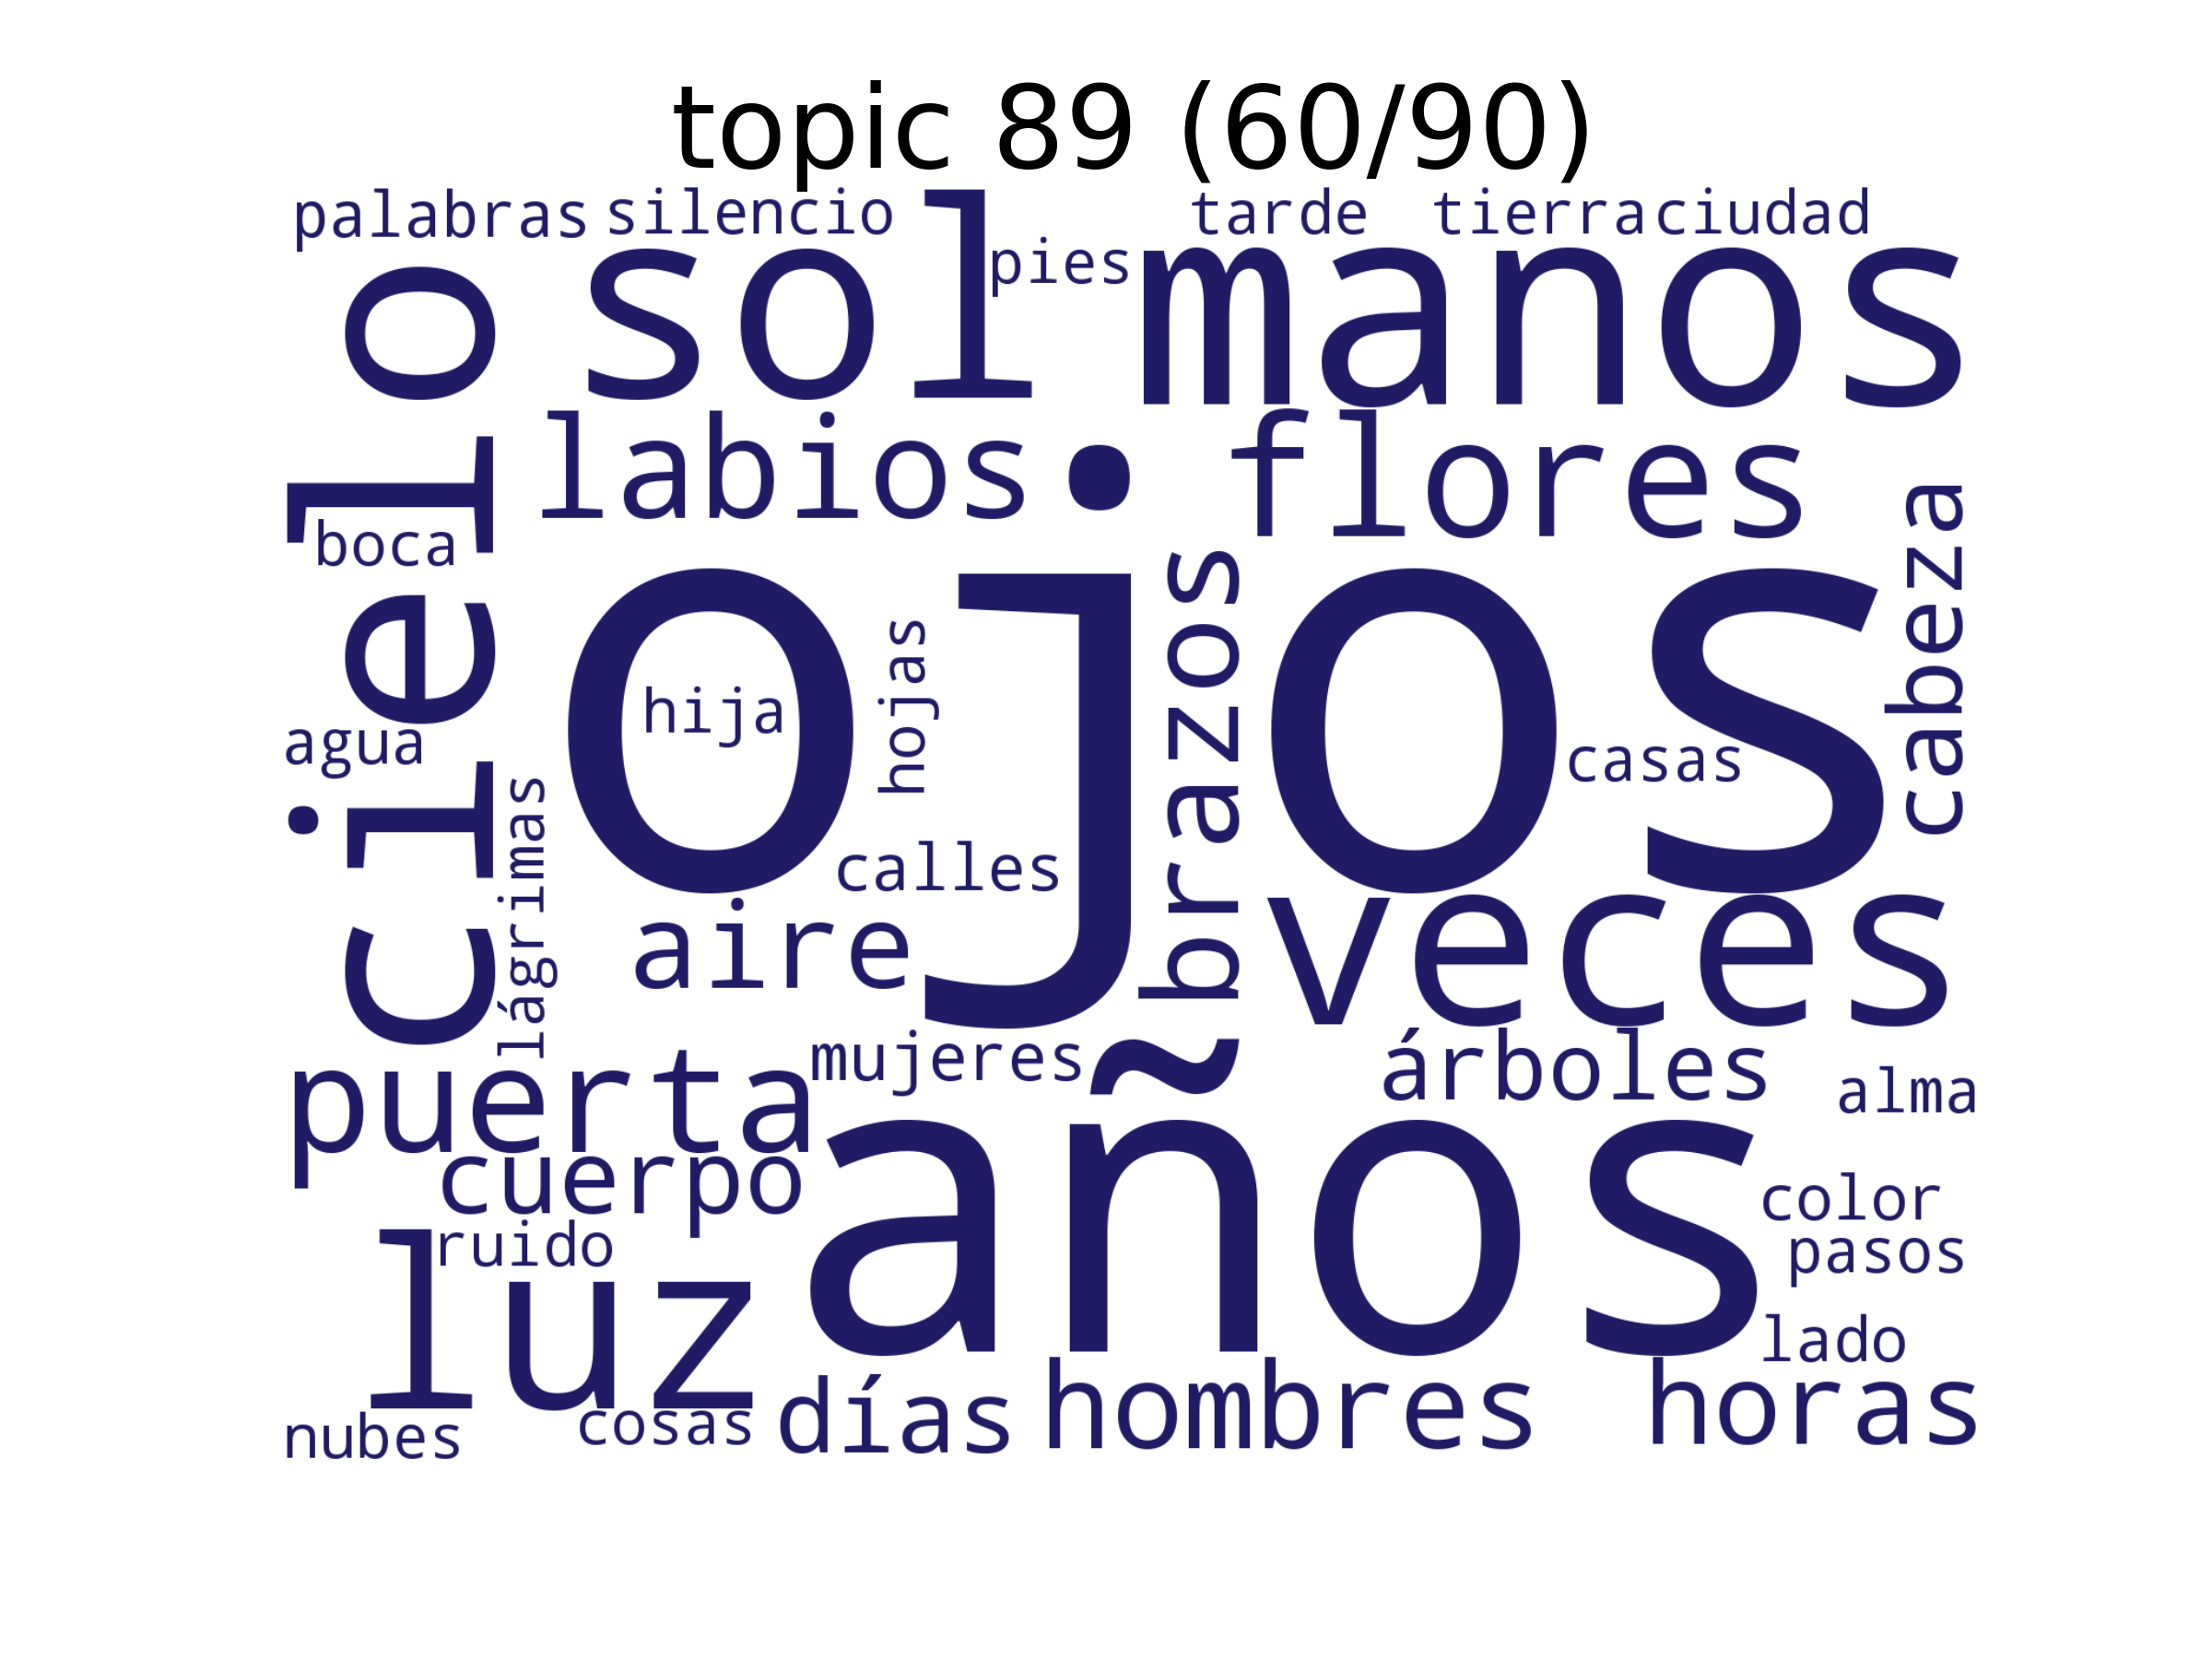 topic 89 (60/90)
palabras silencio tarde tierra ciudad
pies
cielo sol manos
labios flores
boca
ojos
cabeza
brazos
hojas
hija
agua
casas
lágrimas
calles
aire
veces
mujeres
árboles
puerta
alma
años
cuerpo
color
ruido
pasos
luz
lado
días hombres horas
nubes cosas